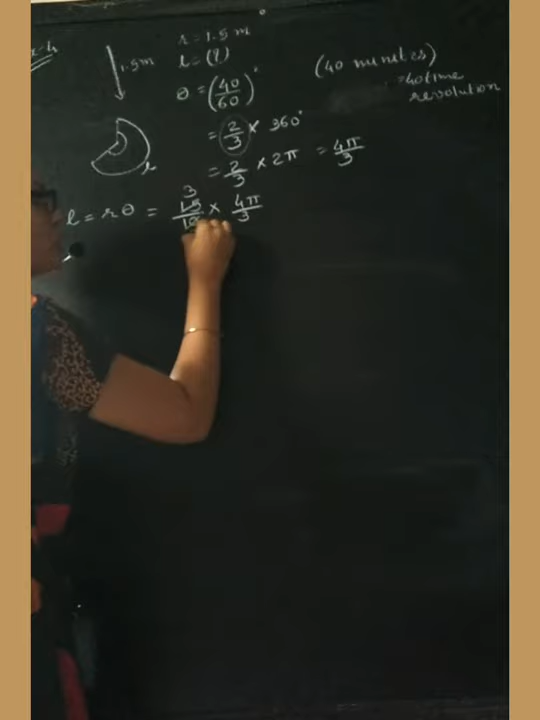 r = 1.5 m
l = (?)
1.5m
(40 minutes)
θ = (40/60)°
= 40 time
revolution
= 2/3 × 360°
= 2/3 × 2π = 4π/3
l
l = rθ = 3 15/10 × 4π/3